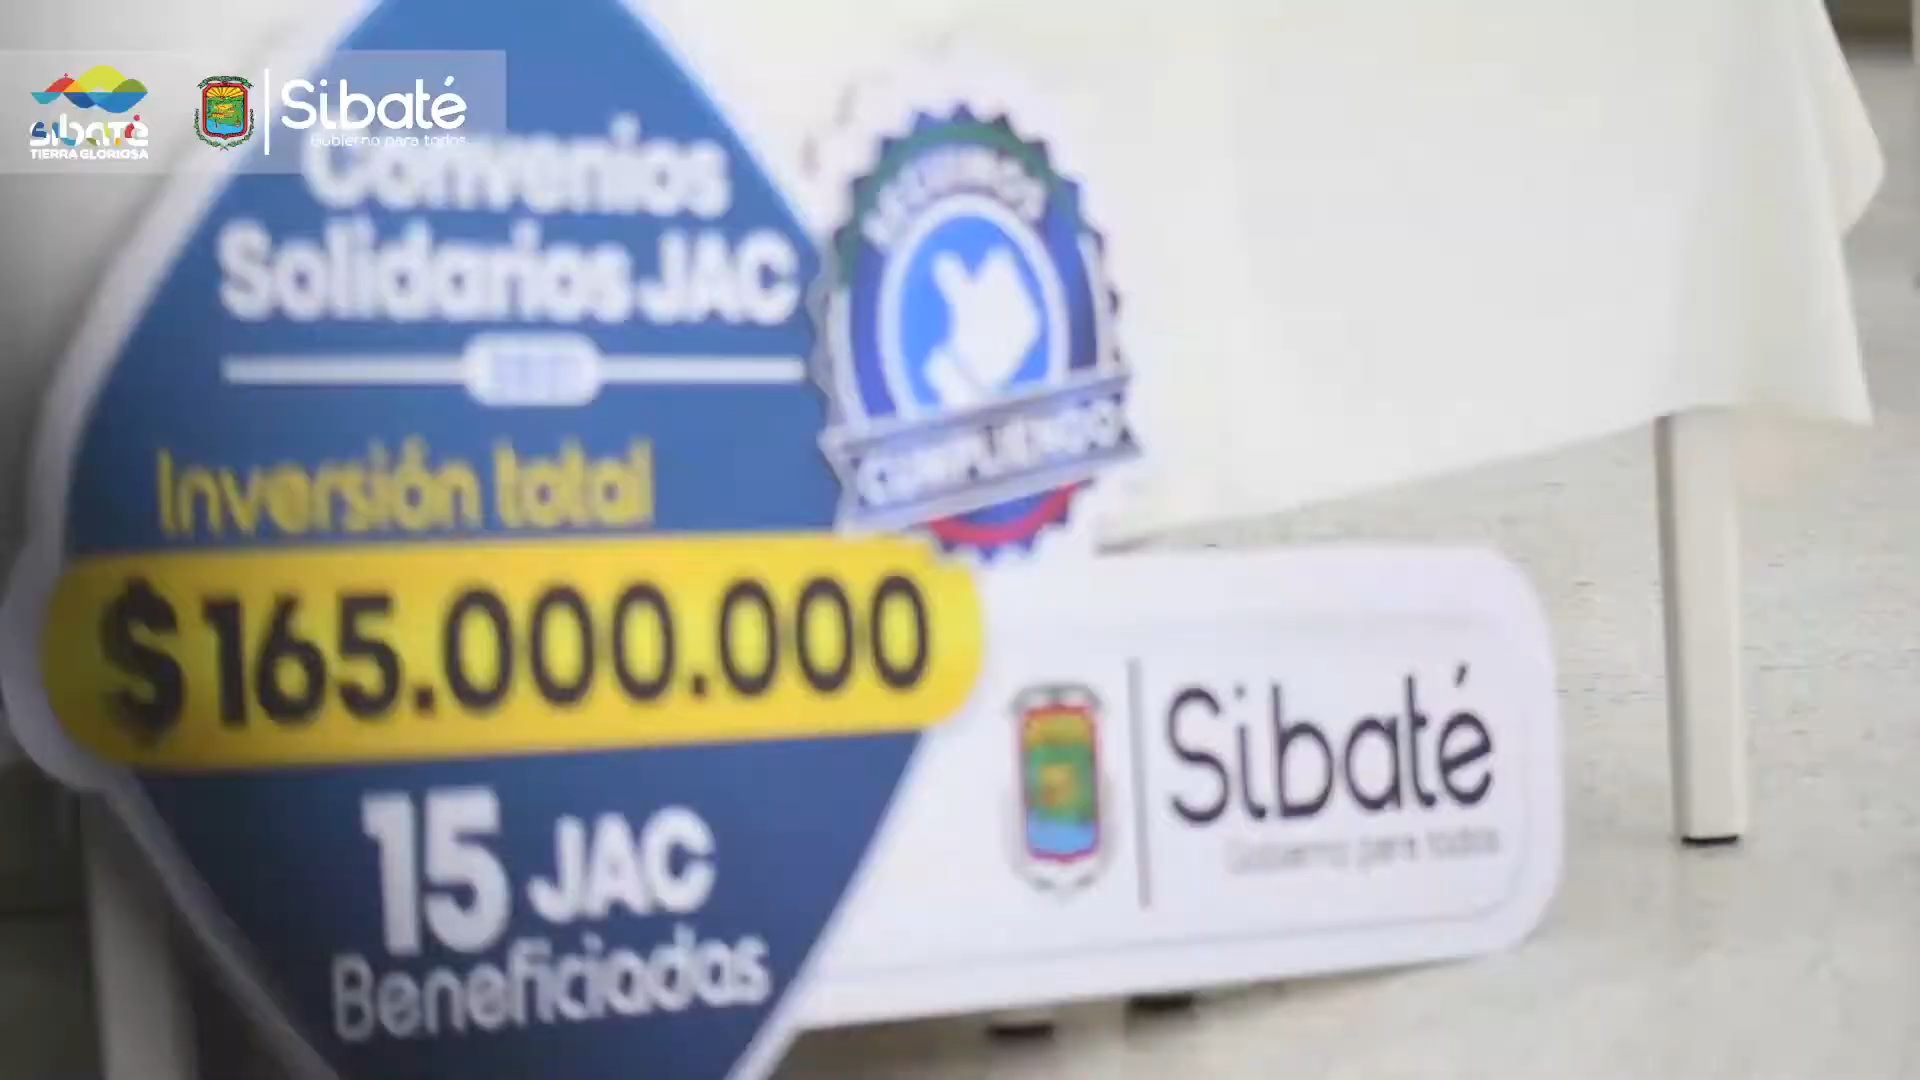 Sibaté
TIERRA GLORIOSA
Sibaté
Gobierno para todos
Convenios
Solidarios JAC
Inversión total
$165.000.000
15 JAC
Beneficiadas
SEGUIMOS
CUMPLIENDO
Sibaté
Gobierno para todos